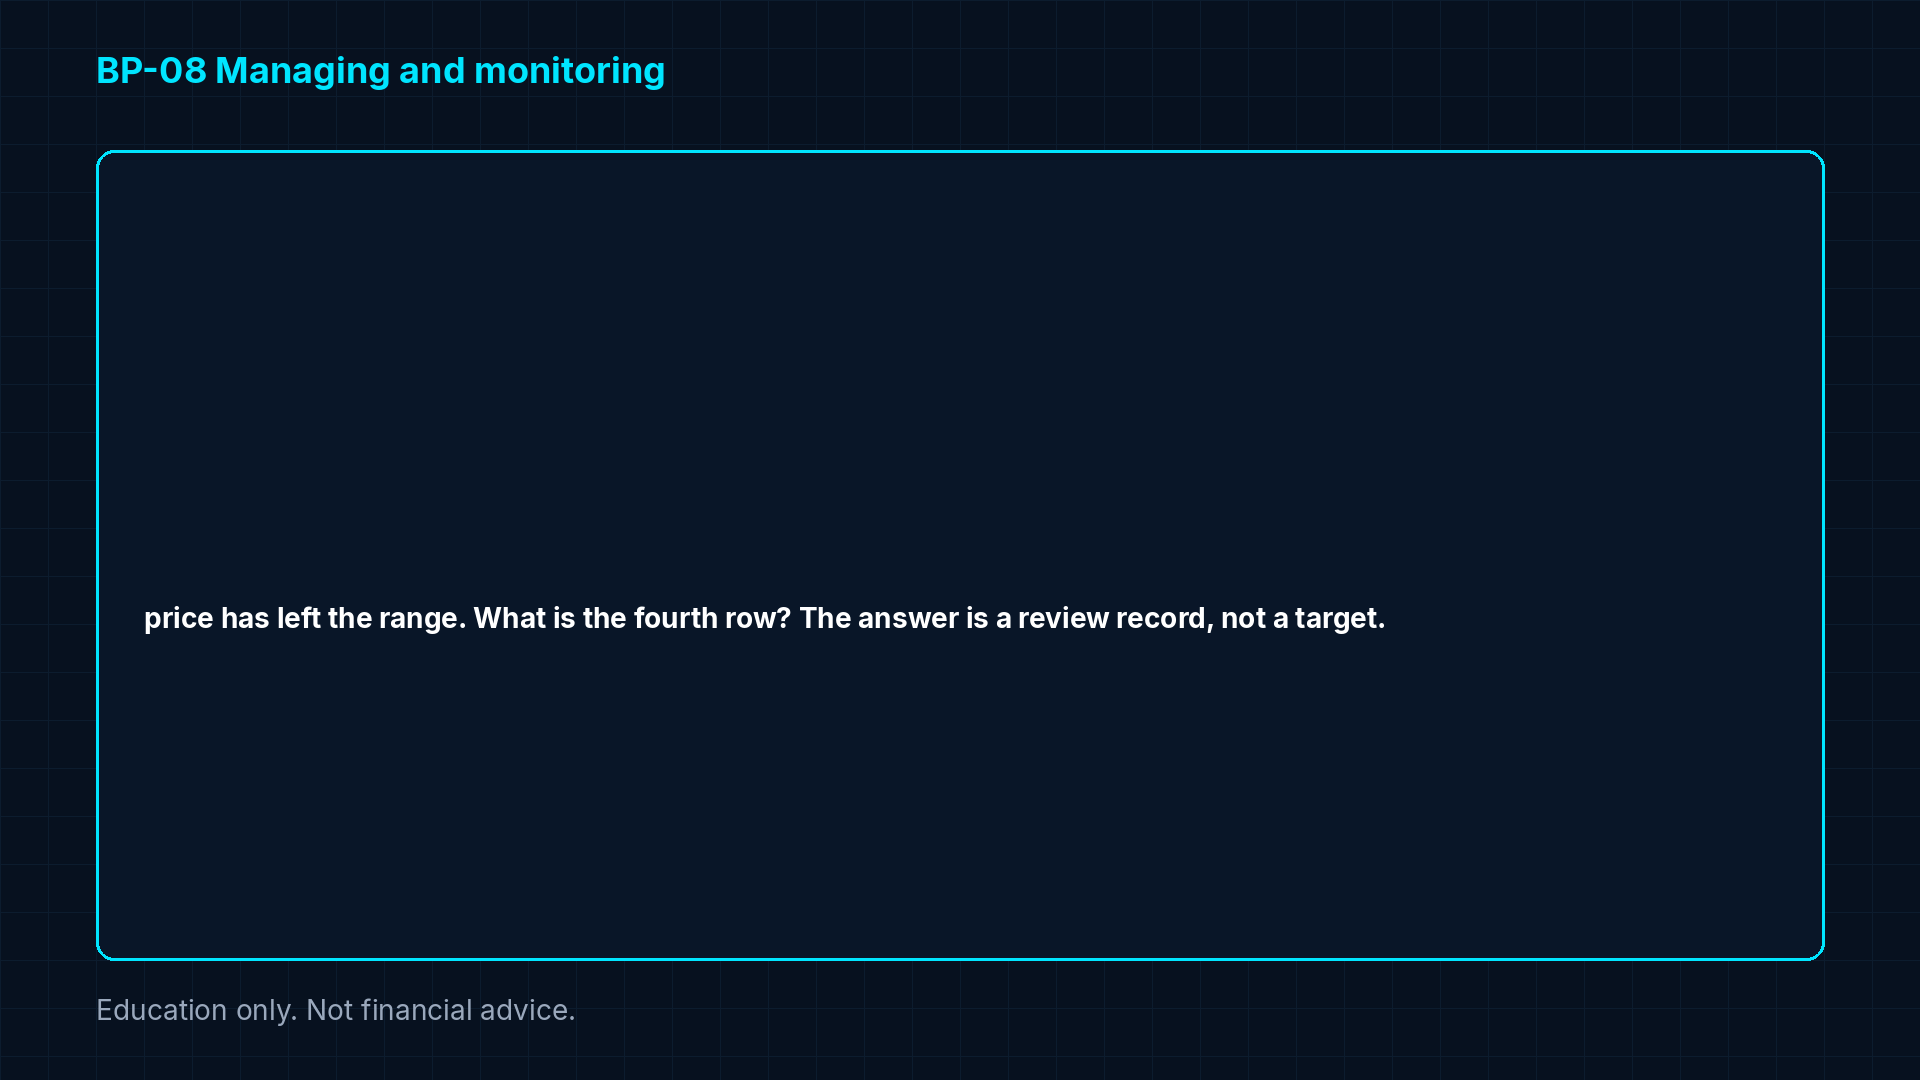 BP-08 Managing and monitoring
price has left the range. What is the fourth row? The answer is a review record, not a target.
Education only. Not financial advice.